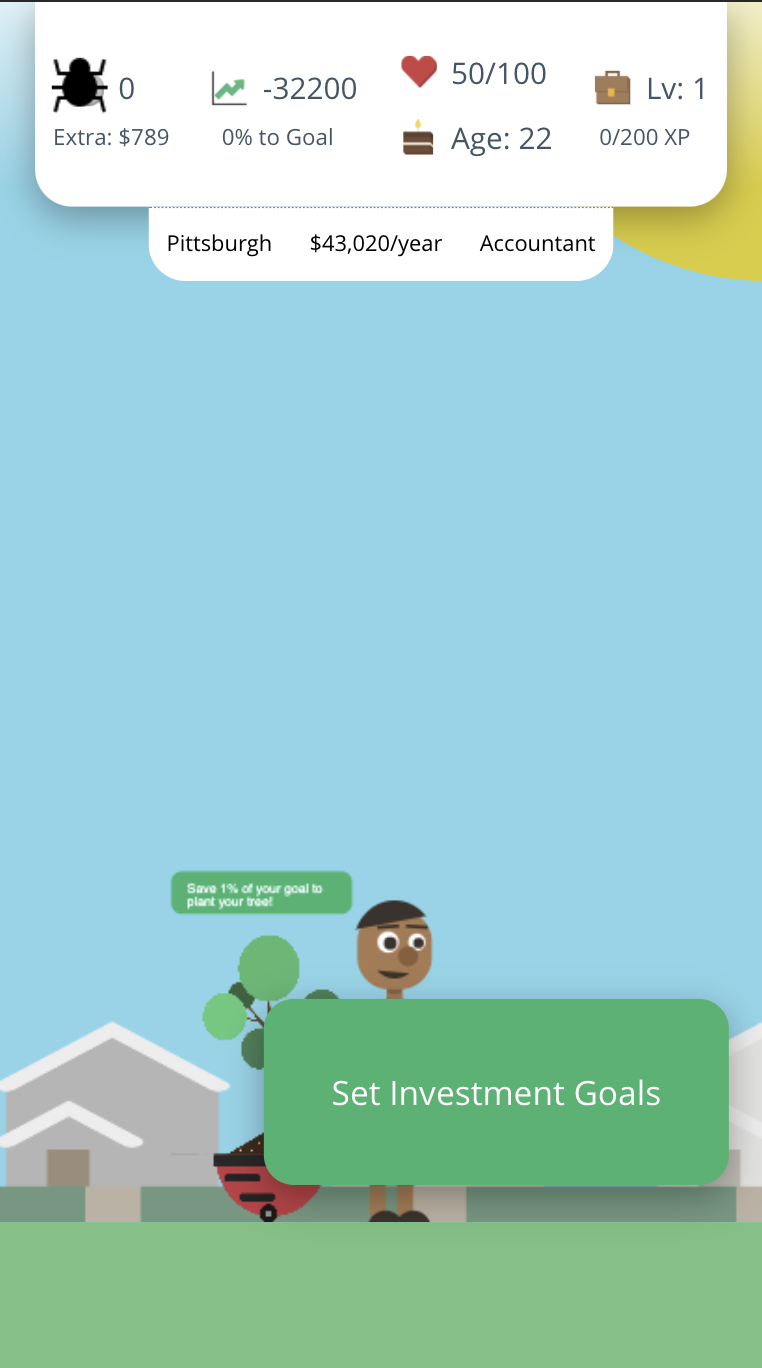 0
Extra: $789
-32200
0% to Goal
50/100
Age: 22
Lv: 1
0/200 XP
Pittsburgh $43,020/year Accountant
Save 1% of your goal to
plant your tree!
Set Investment Goals